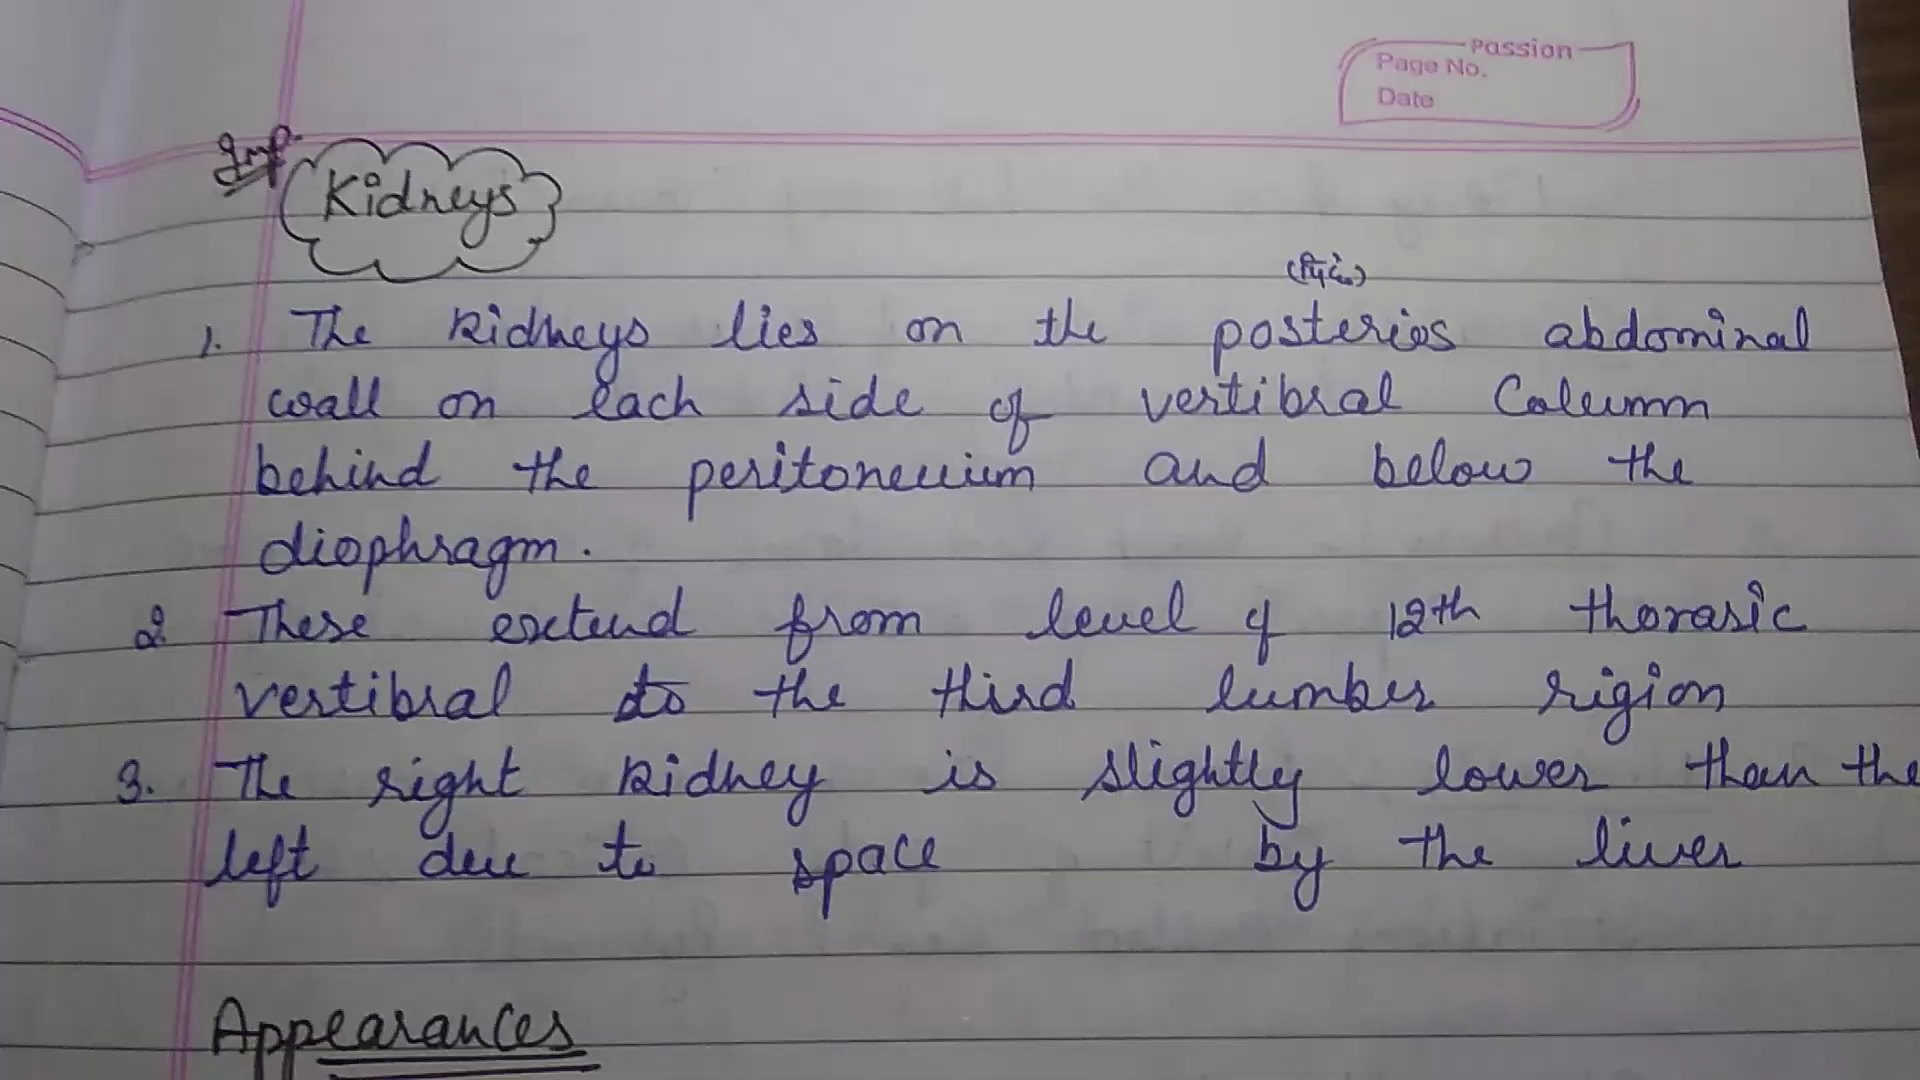 Passion
Page No.
Date
Imp.
Kidneys
1. The Kidneys lies on the posterior abdominal
wall on each side of vertibral Column
behind the peritoneuium and below the
diophragm.
2 These extend from level of 12th thorasic
vertibral to the third lumber rigion
3. The right Kidney is slightly lower than the
left due to space by the liver
Appearances